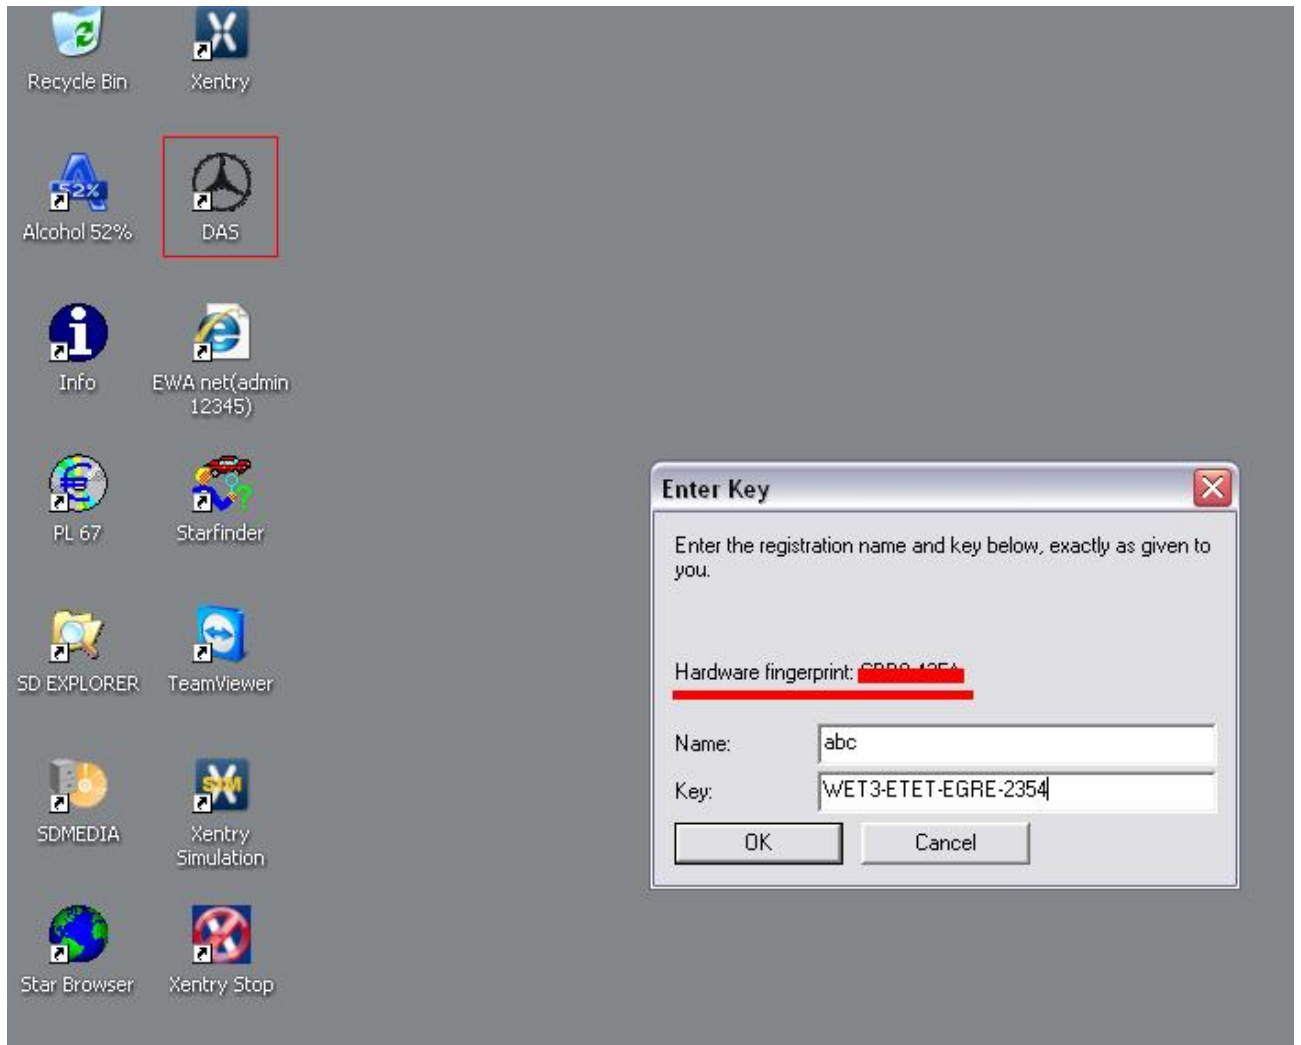 Recycle Bin
Xentry
52%
Alcohol 52%
DAS
Info
EWA net(admin
12345)
PL 67
Starfinder
SD EXPLORER
TeamViewer
SIM
SDMEDIA
Xentry
Simulation
Star Browser
Xentry Stop
Enter Key
Enter the registration name and key below, exactly as given to
you.
Hardware fingerprint:
Name:
abc
Key:
WET3-ETET-EGRE-2354
OK
Cancel